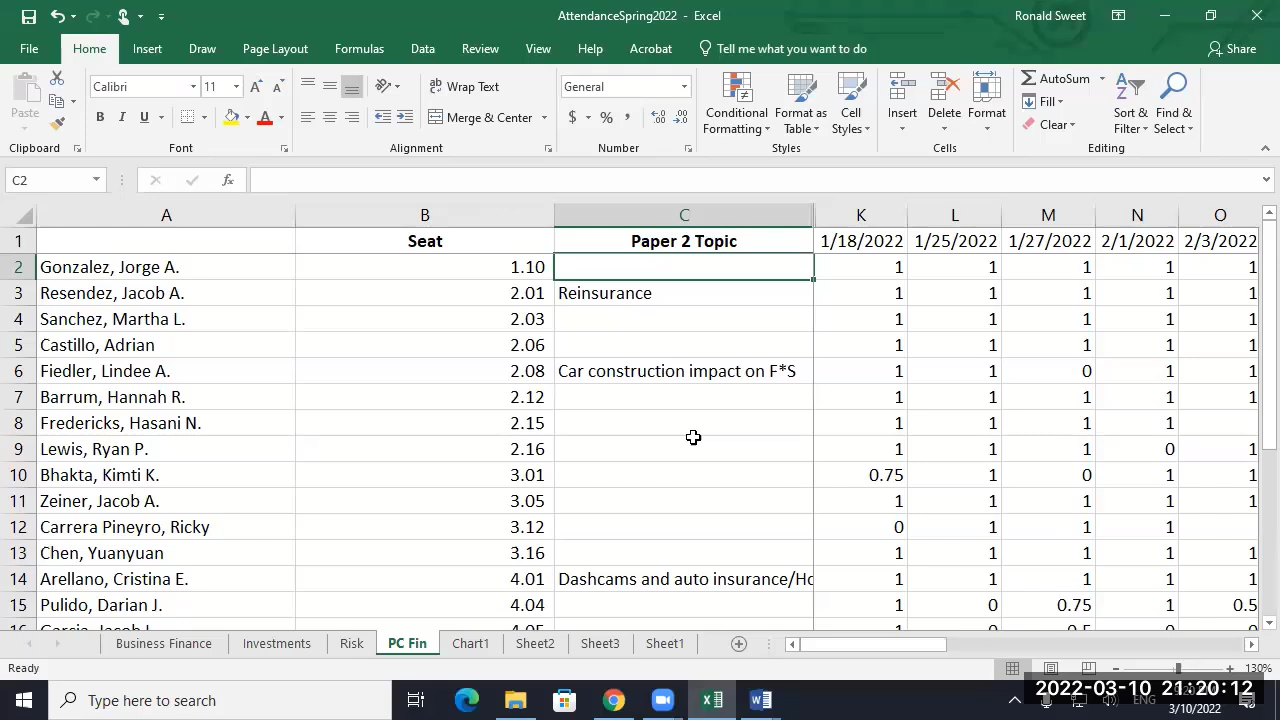 AttendanceSpring2022 - Excel
Ronald Sweet
File Home Insert Draw Page Layout Formulas Data Review View Help Acrobat Tell me what you want to do Share
Paste
Calibri 11
B I U
Wrap Text
Merge & Center
General
$ % ,
Conditional Formatting
Format as Table
Cell Styles
Insert
Delete
Format
AutoSum
Fill
Clear
Sort & Filter
Find & Select
Clipboard Font Alignment Number Styles Cells Editing
C2 fx
A B C K L M N O
1 Seat Paper 2 Topic 1/18/2022 1/25/2022 1/27/2022 2/1/2022 2/3/2022
2 Gonzalez, Jorge A. 1.10 1 1 1 1 1
3 Resendez, Jacob A. 2.01 Reinsurance 1 1 1 1 1
4 Sanchez, Martha L. 2.03 1 1 1 1 1
5 Castillo, Adrian 2.06 1 1 1 1 1
6 Fiedler, Lindee A. 2.08 Car construction impact on F*S 1 1 0 1 1
7 Barrum, Hannah R. 2.12 1 1 1 1 1
8 Fredericks, Hasani N. 2.15 1 1 1 1
9 Lewis, Ryan P. 2.16 1 1 1 0 1
10 Bhakta, Kimti K. 3.01 0.75 1 0 1 1
11 Zeiner, Jacob A. 3.05 1 1 1 1 1
12 Carrera Pineyro, Ricky 3.12 0 1 1 1
13 Chen, Yuanyuan 3.16 1 1 1 1 1
14 Arellano, Cristina E. 4.01 Dashcams and auto insurance/Ho 1 1 1 1 1
15 Pulido, Darian J. 4.04 1 0 0.75 1 0.5
Business Finance Investments Risk PC Fin Chart1 Sheet2 Sheet3 Sheet1
Ready
130%
Type here to search
ENG
2022-03-10 21:20:12
3/10/2022